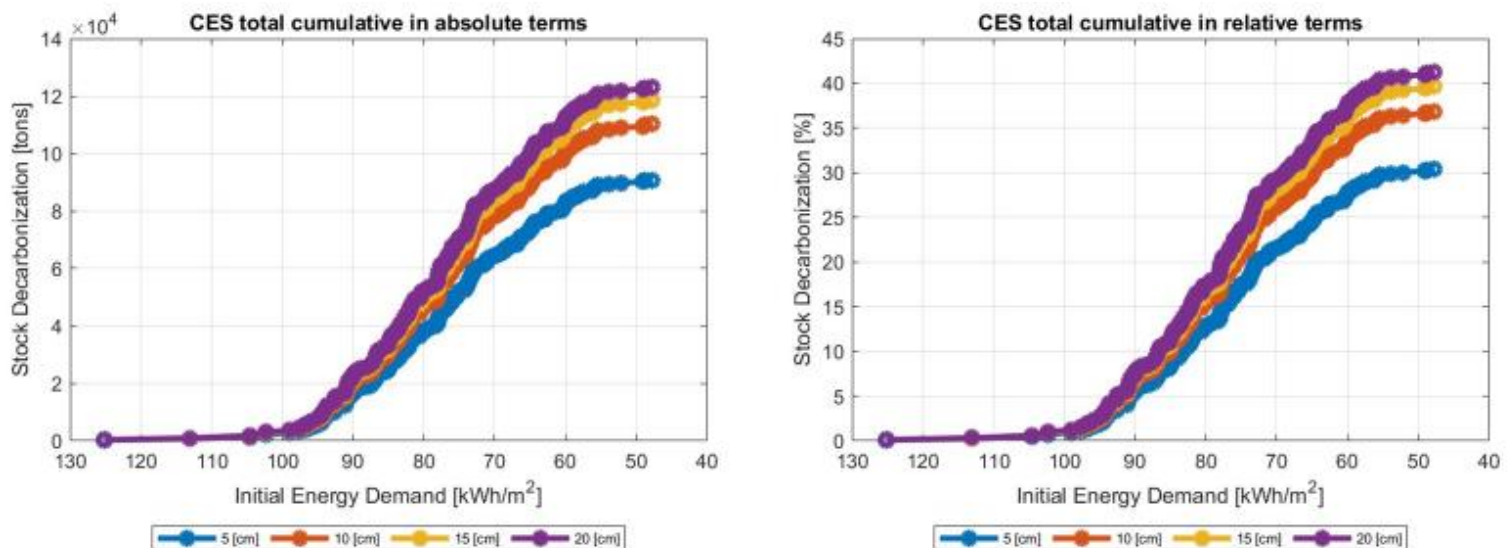 CES total cumulative in absolute terms
×10⁴
14
12
10
8
6
4
2
0
Stock Decarbonization [tons]
130 120 110 100 90 80 70 60 50 40
Initial Energy Demand [kWh/m²]
5 [cm] 10 [cm] 15 [cm] 20 [cm]
CES total cumulative in relative terms
45
40
35
30
25
20
15
10
5
0
Stock Decarbonization [%]
130 120 110 100 90 80 70 60 50 40
Initial Energy Demand [kWh/m²]
5 [cm] 10 [cm] 15 [cm] 20 [cm]